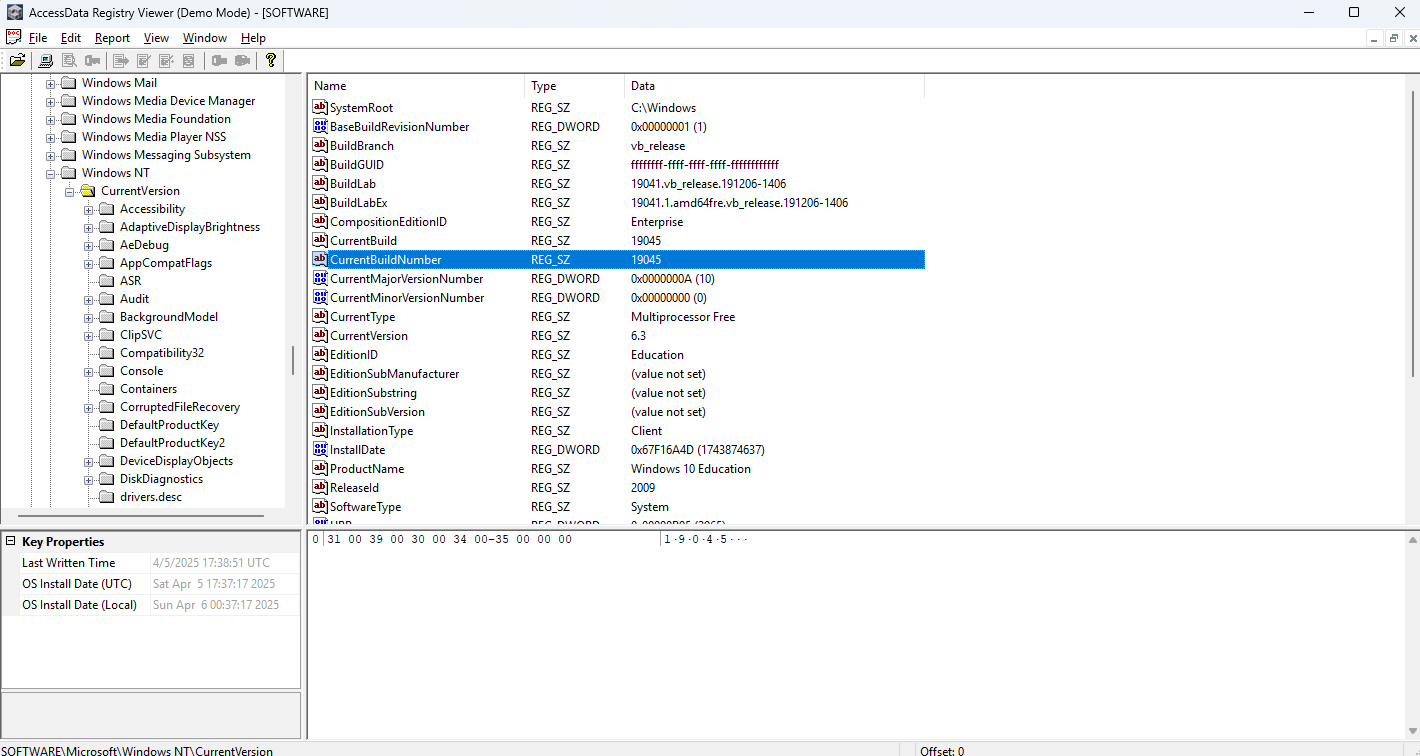 AccessData Registry Viewer (Demo Mode) - [SOFTWARE]
File Edit Report View Window Help
Windows Mail
Windows Media Device Manager
Windows Media Foundation
Windows Media Player NSS
Windows Messaging Subsystem
Windows NT
CurrentVersion
Accessibility
AdaptiveDisplayBrightness
AeDebug
AppCompatFlags
ASR
Audit
BackgroundModel
ClipSVC
Compatibility32
Console
Containers
CorruptedFileRecovery
DefaultProductKey
DefaultProductKey2
DeviceDisplayObjects
DiskDiagnostics
drivers.desc
Name Type Data
SystemRoot REG_SZ C:\Windows
BaseBuildRevisionNumber REG_DWORD 0x00000001 (1)
BuildBranch REG_SZ vb_release
BuildGUID REG_SZ ffffffff-ffff-ffff-ffff-ffffffffffff
BuildLab REG_SZ 19041.vb_release.191206-1406
BuildLabEx REG_SZ 19041.1.amd64fre.vb_release.191206-1406
CompositionEditionID REG_SZ Enterprise
CurrentBuild REG_SZ 19045
CurrentBuildNumber REG_SZ 19045
CurrentMajorVersionNumber REG_DWORD 0x0000000A (10)
CurrentMinorVersionNumber REG_DWORD 0x00000000 (0)
CurrentType REG_SZ Multiprocessor Free
CurrentVersion REG_SZ 6.3
EditionID REG_SZ Education
EditionSubManufacturer REG_SZ (value not set)
EditionSubstring REG_SZ (value not set)
EditionSubVersion REG_SZ (value not set)
InstallationType REG_SZ Client
InstallDate REG_DWORD 0x67F16A4D (1743874637)
ProductName REG_SZ Windows 10 Education
ReleaseId REG_SZ 2009
SoftwareType REG_SZ System
Key Properties
Last Written Time 4/5/2025 17:38:51 UTC
OS Install Date (UTC) Sat Apr 5 17:37:17 2025
OS Install Date (Local) Sun Apr 6 00:37:17 2025
0 31 00 39 00 30 00 34 00-35 00 00 00 1·9·0·4·5···
SOFTWARE\Microsoft\Windows NT\CurrentVersion Offset: 0